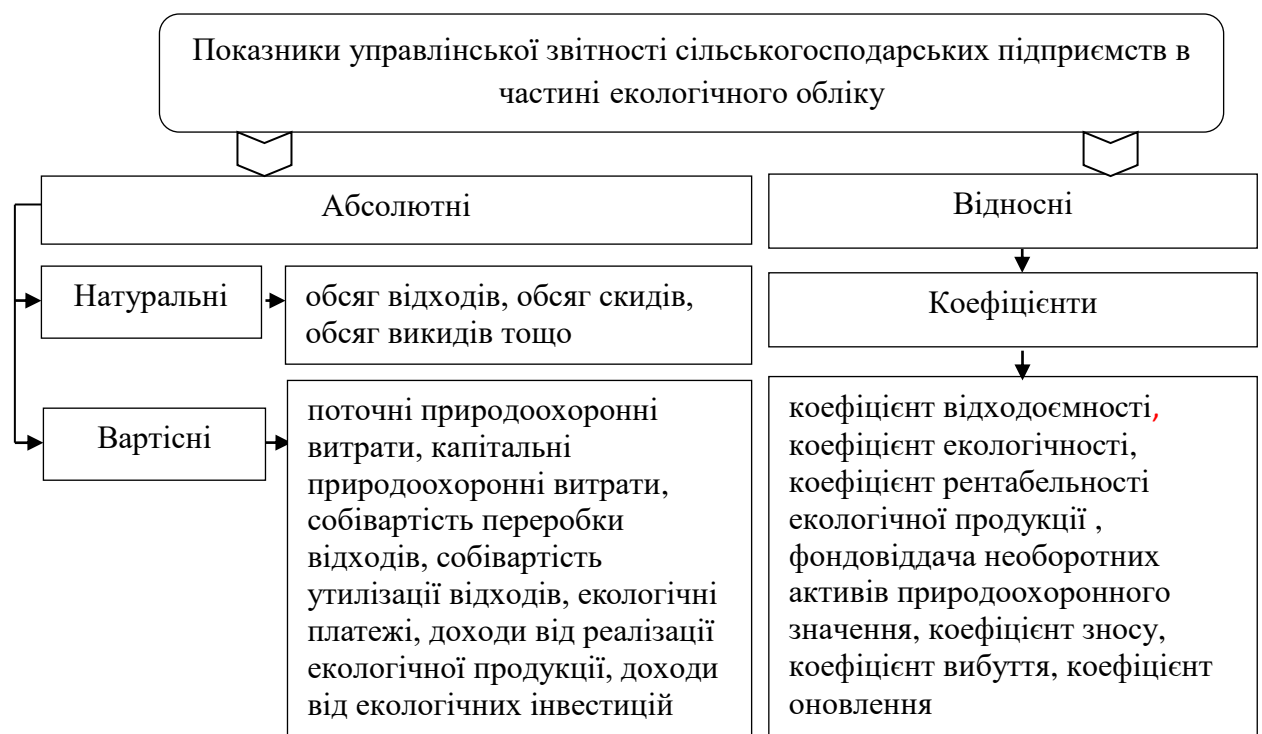 Показники управлінської звітності сільськогосподарських підприємств в
частині екологічного обліку
Абсолютні
Натуральні
обсяг відходів, обсяг скидів,
обсяг викидів тощо
Вартісні
поточні природоохоронні
витрати, капітальні
природоохоронні витрати,
собівартість переробки
відходів, собівартість
утилізації відходів, екологічні
платежі, доходи від реалізації
екологічної продукції, доходи
від екологічних інвестицій
Відносні
Коефіцієнти
коефіцієнт відходоємності,
коефіцієнт екологічності,
коефіцієнт рентабельності
екологічної продукції ,
фондовіддача необоротних
активів природоохоронного
значення, коефіцієнт зносу,
коефіцієнт вибуття, коефіцієнт
оновлення